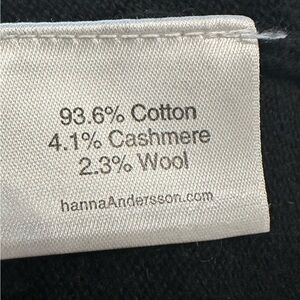 93.6% Cotton
4.1% Cashmere
2.3% Wool
hannaAndersson.com